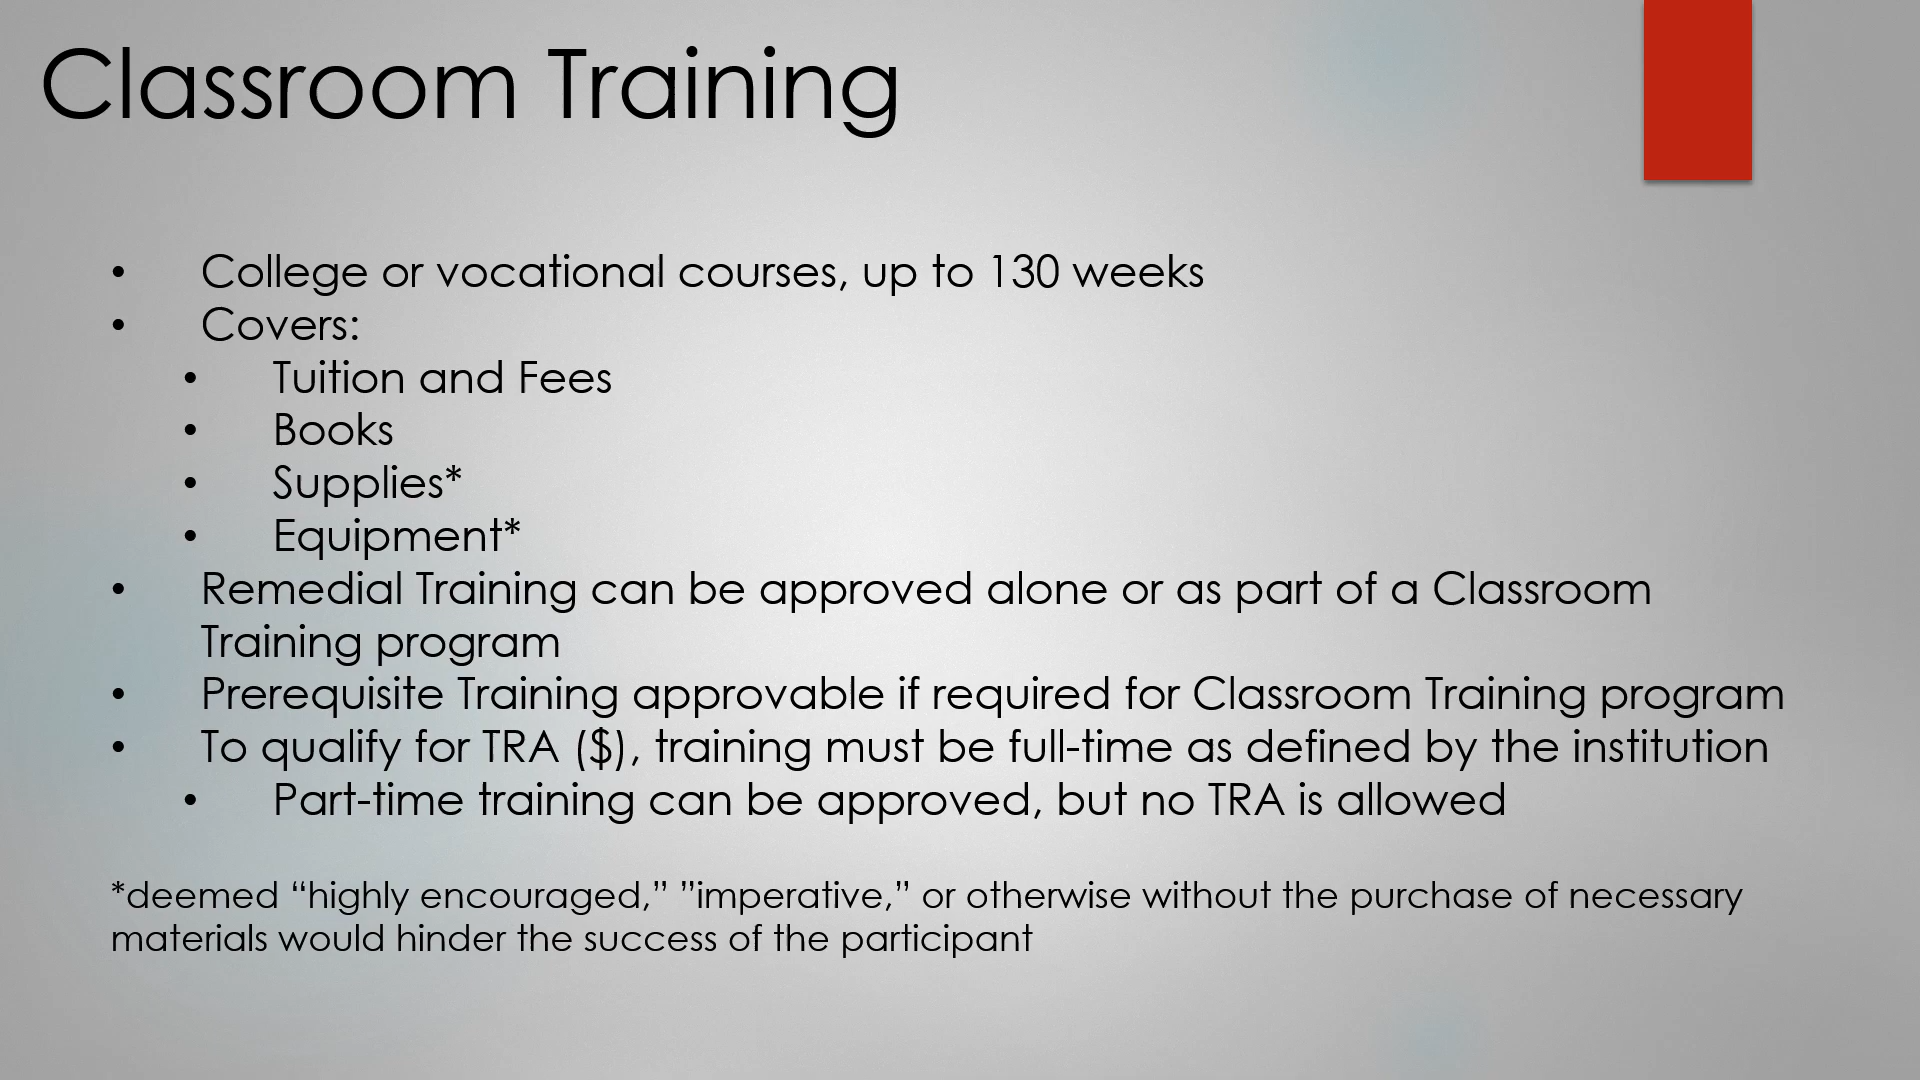 Classroom Training
• College or vocational courses, up to 130 weeks
• Covers:
• Tuition and Fees
• Books
• Supplies*
• Equipment*
• Remedial Training can be approved alone or as part of a Classroom
Training program
• Prerequisite Training approvable if required for Classroom Training program
• To qualify for TRA ($), training must be full-time as defined by the institution
• Part-time training can be approved, but no TRA is allowed
*deemed “highly encouraged,” ”imperative,” or otherwise without the purchase of necessary
materials would hinder the success of the participant